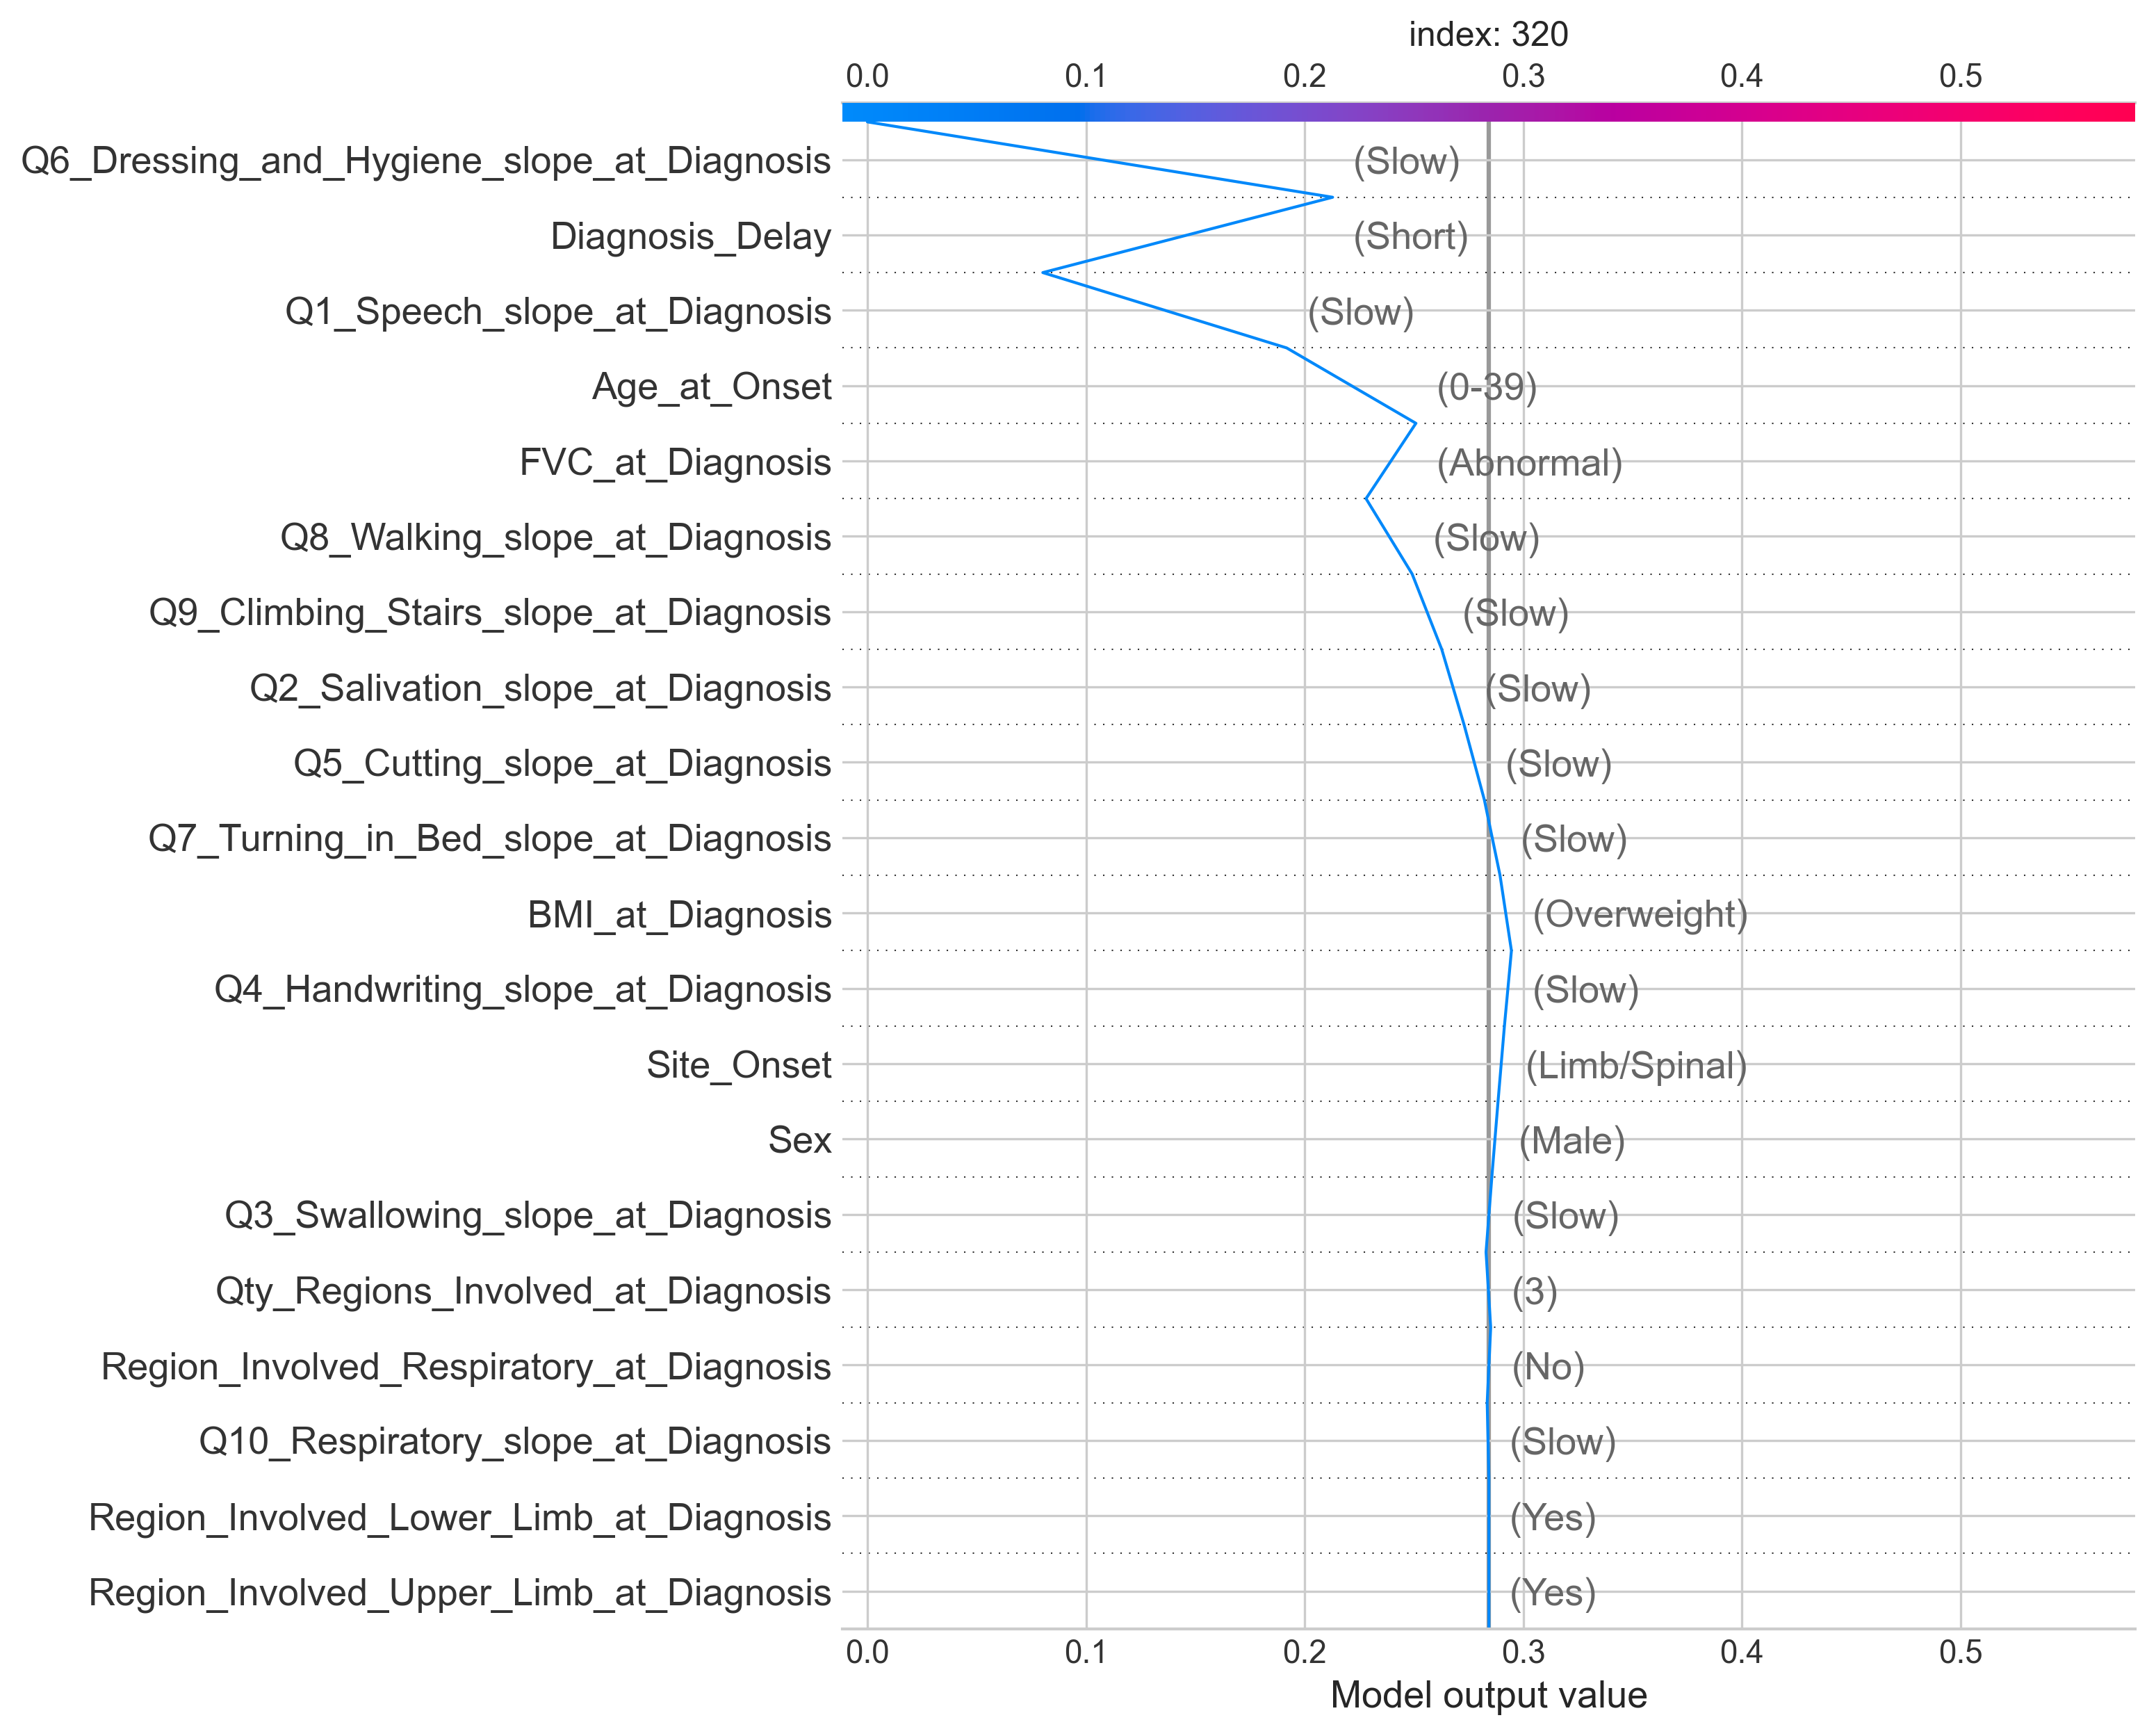 index: 320
0.0 0.1 0.2 0.3 0.4 0.5
Q6_Dressing_and_Hygiene_slope_at_Diagnosis (Slow)
Diagnosis_Delay (Short)
Q1_Speech_slope_at_Diagnosis (Slow)
Age_at_Onset (0-39)
FVC_at_Diagnosis (Abnormal)
Q8_Walking_slope_at_Diagnosis (Slow)
Q9_Climbing_Stairs_slope_at_Diagnosis (Slow)
Q2_Salivation_slope_at_Diagnosis (Slow)
Q5_Cutting_slope_at_Diagnosis (Slow)
Q7_Turning_in_Bed_slope_at_Diagnosis (Slow)
BMI_at_Diagnosis (Overweight)
Q4_Handwriting_slope_at_Diagnosis (Slow)
Site_Onset (Limb/Spinal)
Sex (Male)
Q3_Swallowing_slope_at_Diagnosis (Slow)
Qty_Regions_Involved_at_Diagnosis (3)
Region_Involved_Respiratory_at_Diagnosis (No)
Q10_Respiratory_slope_at_Diagnosis (Slow)
Region_Involved_Lower_Limb_at_Diagnosis (Yes)
Region_Involved_Upper_Limb_at_Diagnosis (Yes)
0.0 0.1 0.2 0.3 0.4 0.5
Model output value